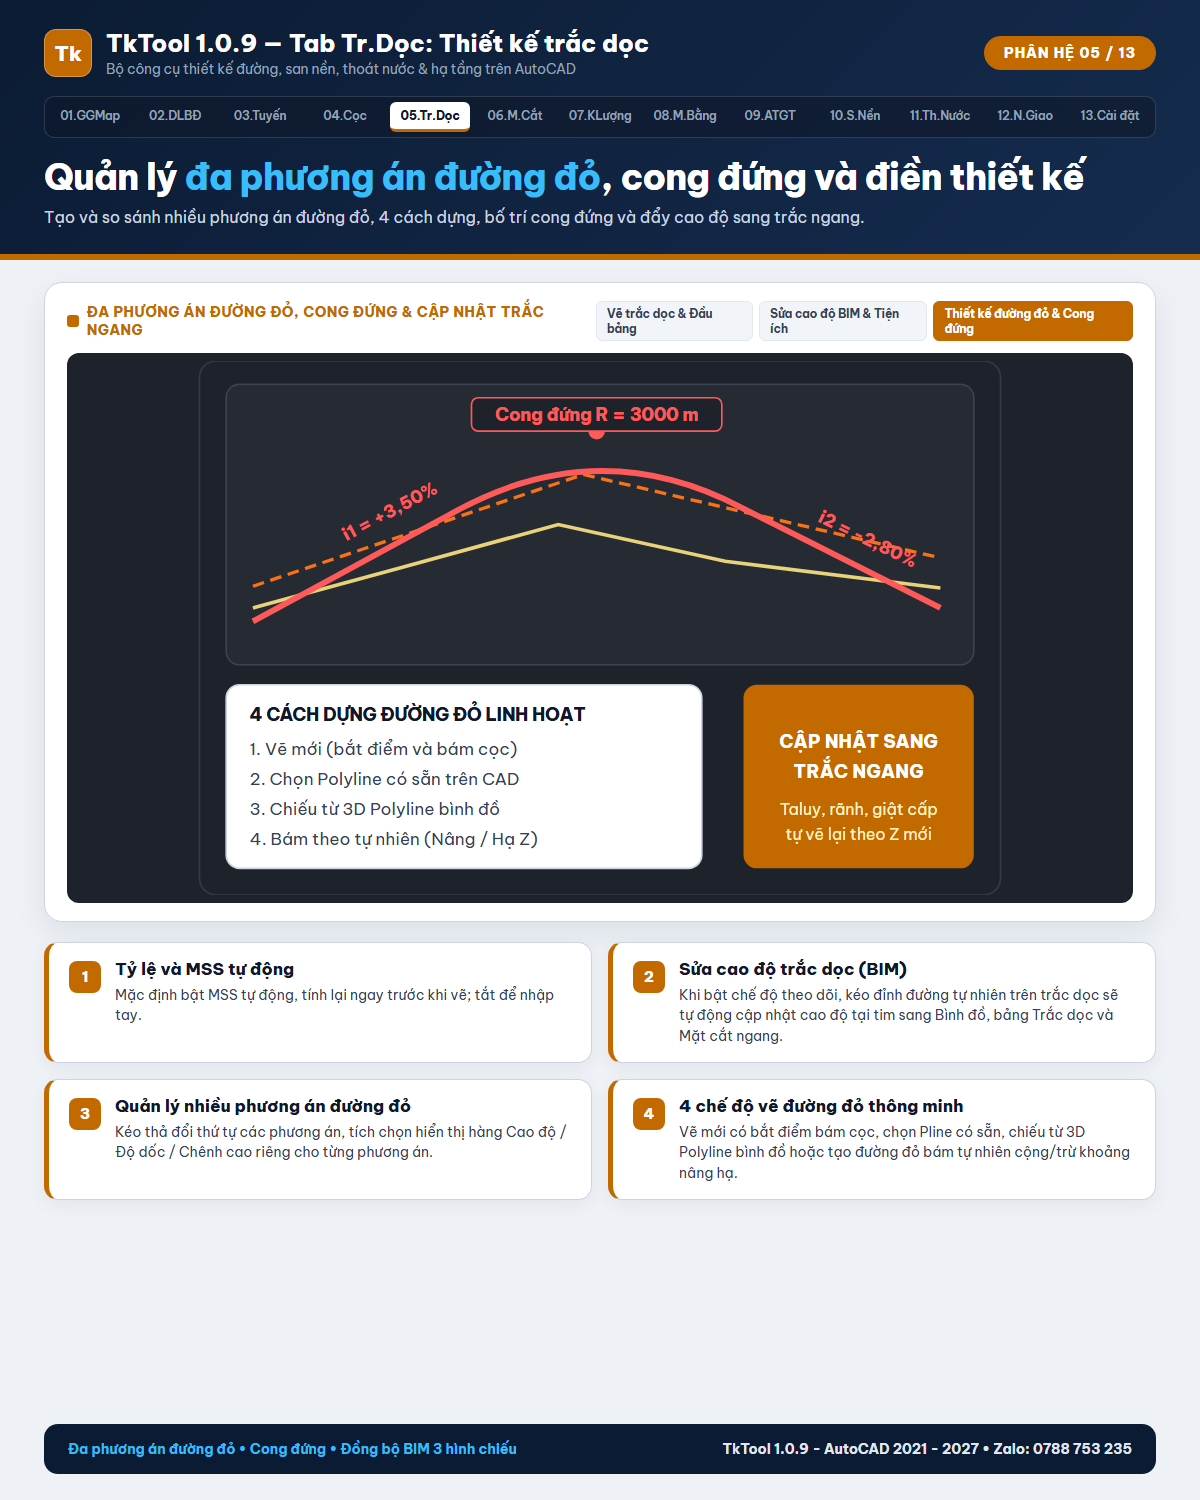 Tk
TkTool 1.0.9 — Tab Tr.Dọc: Thiết kế trắc dọc
Bộ công cụ thiết kế đường, san nền, thoát nước & hạ tầng trên AutoCAD
PHÂN HỆ 05 / 13
01.GGMap 02.DLBĐ 03.Tuyến 04.Cọc 05.Tr.Dọc 06.M.Cắt 07.KLượng 08.M.Bằng 09.ATGT 10.S.Nền 11.Th.Nước 12.N.Giao 13.Cài đặt
Quản lý đa phương án đường đỏ, cong đứng và điền thiết kế
Tạo và so sánh nhiều phương án đường đỏ, 4 cách dựng, bố trí cong đứng và đẩy cao độ sang trắc ngang.
ĐA PHƯƠNG ÁN ĐƯỜNG ĐỎ, CONG ĐỨNG & CẬP NHẬT TRẮC
NGANG
Vẽ trắc dọc & Đầu
bảng
Sửa cao độ BIM & Tiện
ích
Thiết kế đường đỏ & Cong
đứng
Cong đứng R = 3000 m
i1 = +3,50%
i2 = -2,80%
4 CÁCH DỰNG ĐƯỜNG ĐỎ LINH HOẠT
1. Vẽ mới (bắt điểm và bám cọc)
2. Chọn Polyline có sẵn trên CAD
3. Chiếu từ 3D Polyline bình đồ
4. Bám theo tự nhiên (Nâng / Hạ Z)
CẬP NHẬT SANG
TRẮC NGANG
Taluy, rãnh, giật cấp
tự vẽ lại theo Z mới
1
Tỷ lệ và MSS tự động
Mặc định bật MSS tự động, tính lại ngay trước khi vẽ; tắt để nhập
tay.
2
Sửa cao độ trắc dọc (BIM)
Khi bật chế độ theo dõi, kéo đỉnh đường tự nhiên trên trắc dọc sẽ
tự động cập nhật cao độ tại tim sang Bình đồ, bảng Trắc dọc và
Mặt cắt ngang.
3
Quản lý nhiều phương án đường đỏ
Kéo thả đổi thứ tự các phương án, tích chọn hiển thị hàng Cao độ /
Độ dốc / Chênh cao riêng cho từng phương án.
4
4 chế độ vẽ đường đỏ thông minh
Vẽ mới có bắt điểm bám cọc, chọn Pline có sẵn, chiếu từ 3D
Polyline bình đồ hoặc tạo đường đỏ bám tự nhiên cộng/trừ khoảng
nâng hạ.
Đa phương án đường đỏ • Cong đứng • Đồng bộ BIM 3 hình chiếu
TkTool 1.0.9 - AutoCAD 2021 - 2027 • Zalo: 0788 753 235